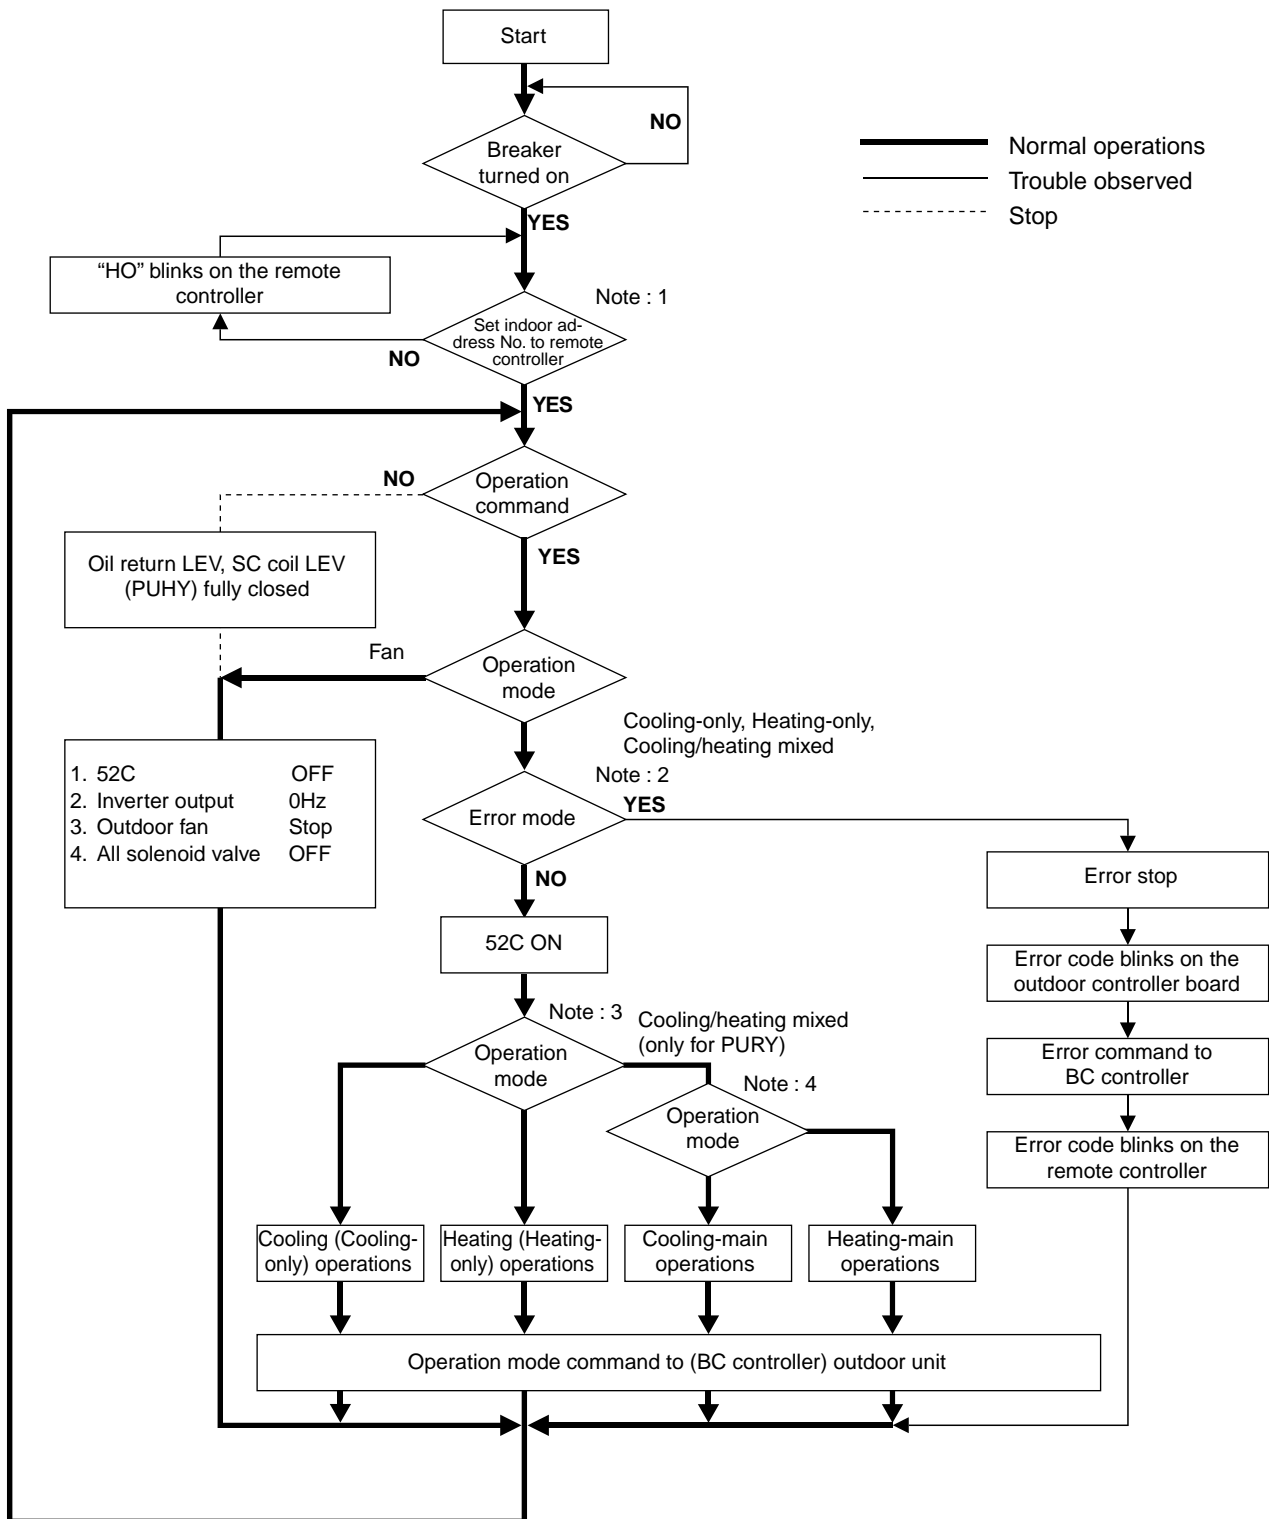 Start
NO
Breaker
turned on
YES
Normal operations
Trouble observed
Stop
“HO” blinks on the remote
controller
Note : 1
Set indoor ad-
dress No. to remote
controller
NO
YES
NO
Operation
command
YES
Oil return LEV, SC coil LEV
(PUHY) fully closed
Fan
Operation
mode
Cooling-only, Heating-only,
Cooling/heating mixed
Note : 2
YES
1. 52C OFF
2. Inverter output 0Hz
3. Outdoor fan Stop
4. All solenoid valve OFF
Error mode
NO
Error stop
52C ON
Error code blinks on the
outdoor controller board
Note : 3
Cooling/heating mixed
(only for PURY)
Operation
mode
Error command to
BC controller
Note : 4
Operation
mode
Error code blinks on the
remote controller
Cooling (Cooling-
only) operations
Heating (Heating-
only) operations
Cooling-main
operations
Heating-main
operations
Operation mode command to (BC controller) outdoor unit